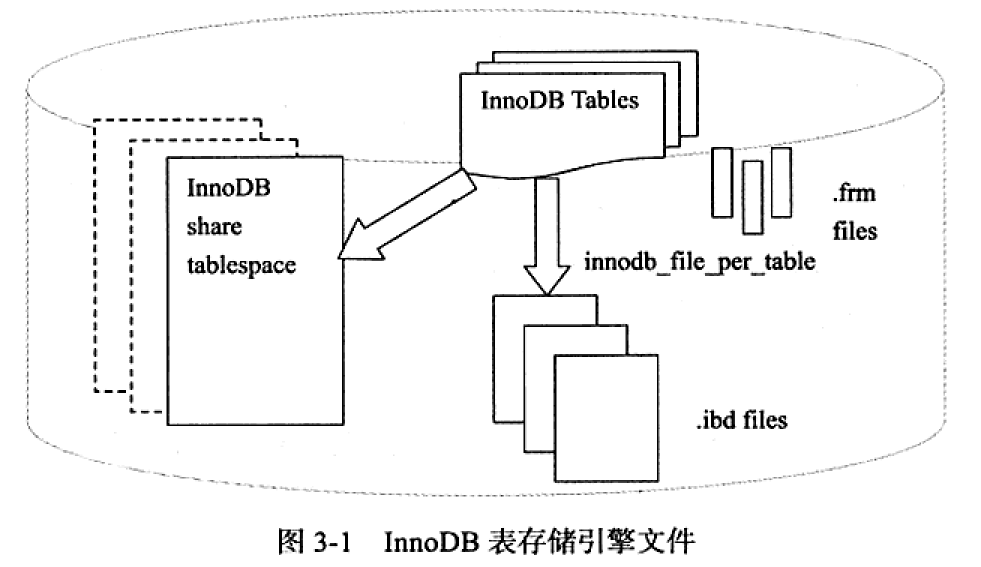 InnoDB Tables
InnoDB
share
tablespace
.frm
files
innodb_file_per_table
.ibd files
图 3-1 InnoDB 表存储引擎文件